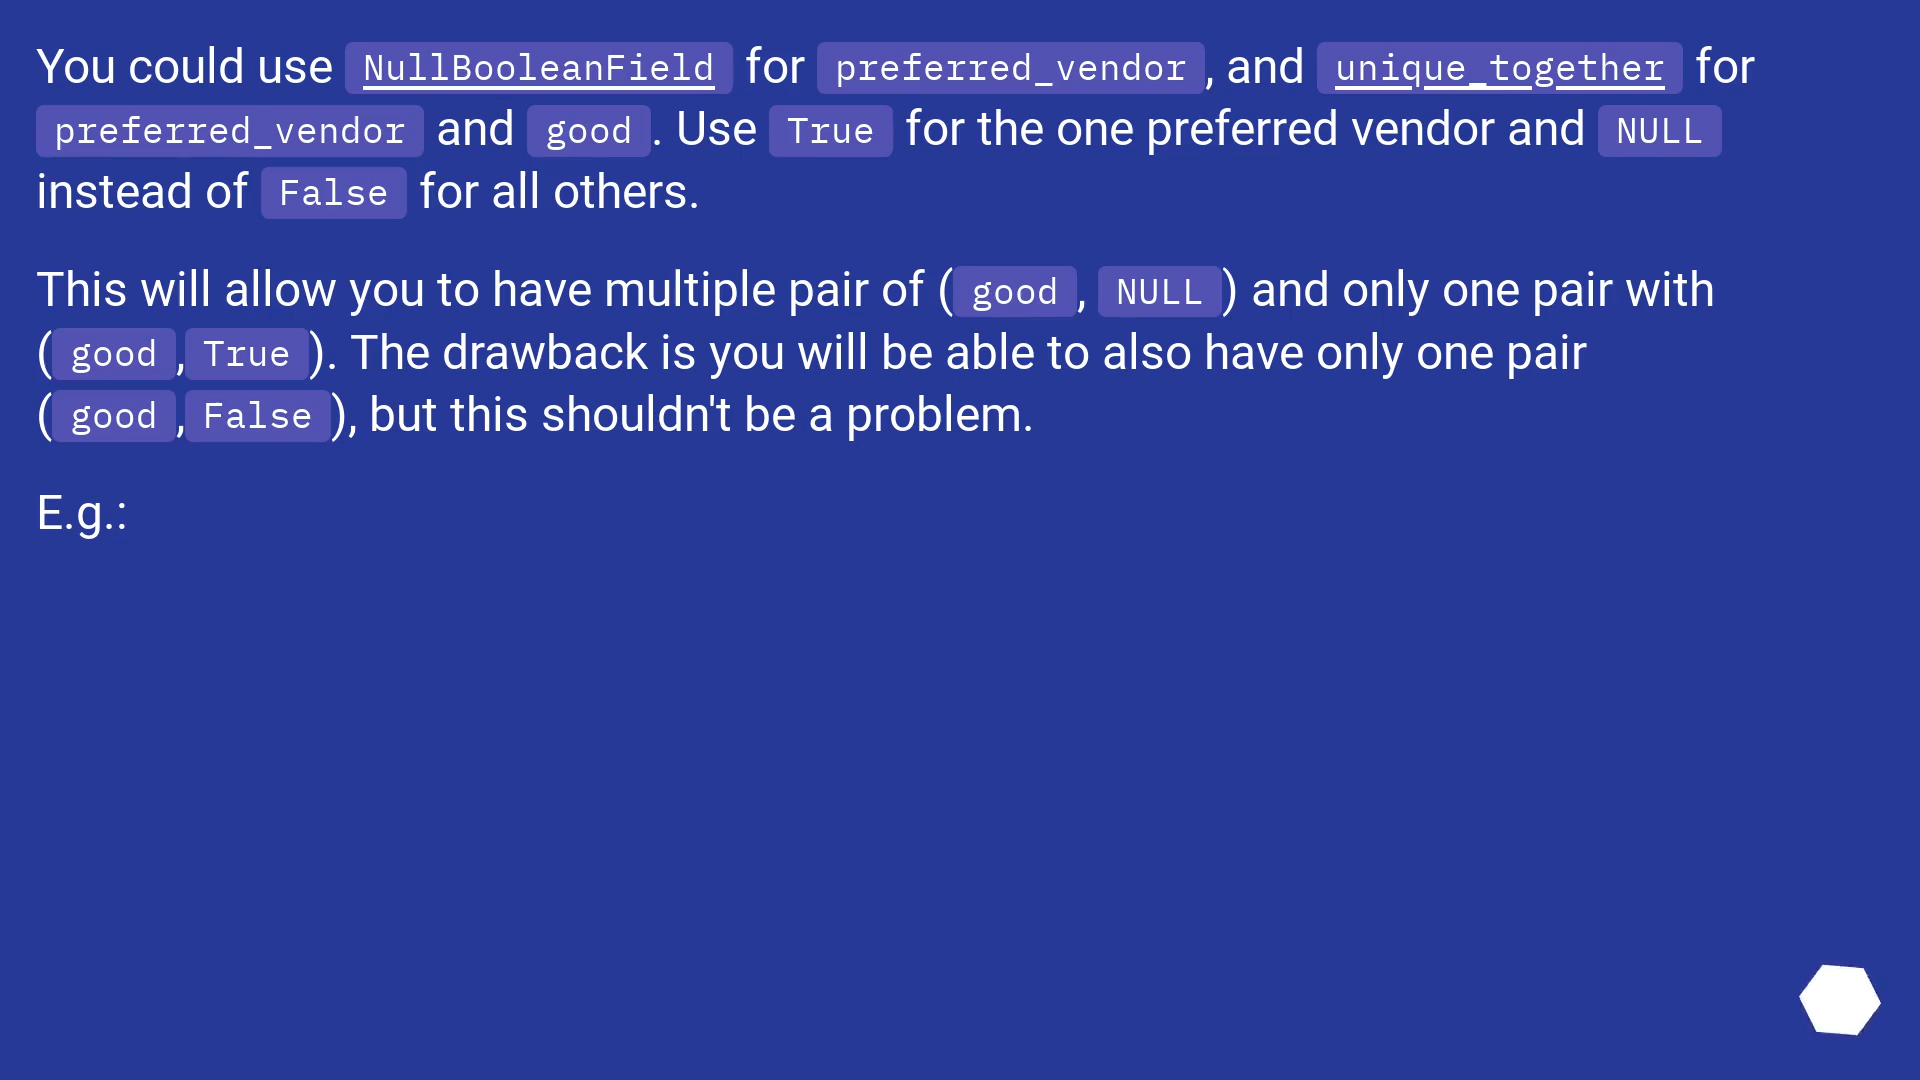 You could use NullBooleanField for preferred_vendor, and unique_together for
preferred_vendor and good. Use True for the one preferred vendor and NULL
instead of False for all others.
This will allow you to have multiple pair of (good, NULL) and only one pair with
(good,True). The drawback is you will be able to also have only one pair
(good,False), but this shouldn't be a problem.
E.g.: